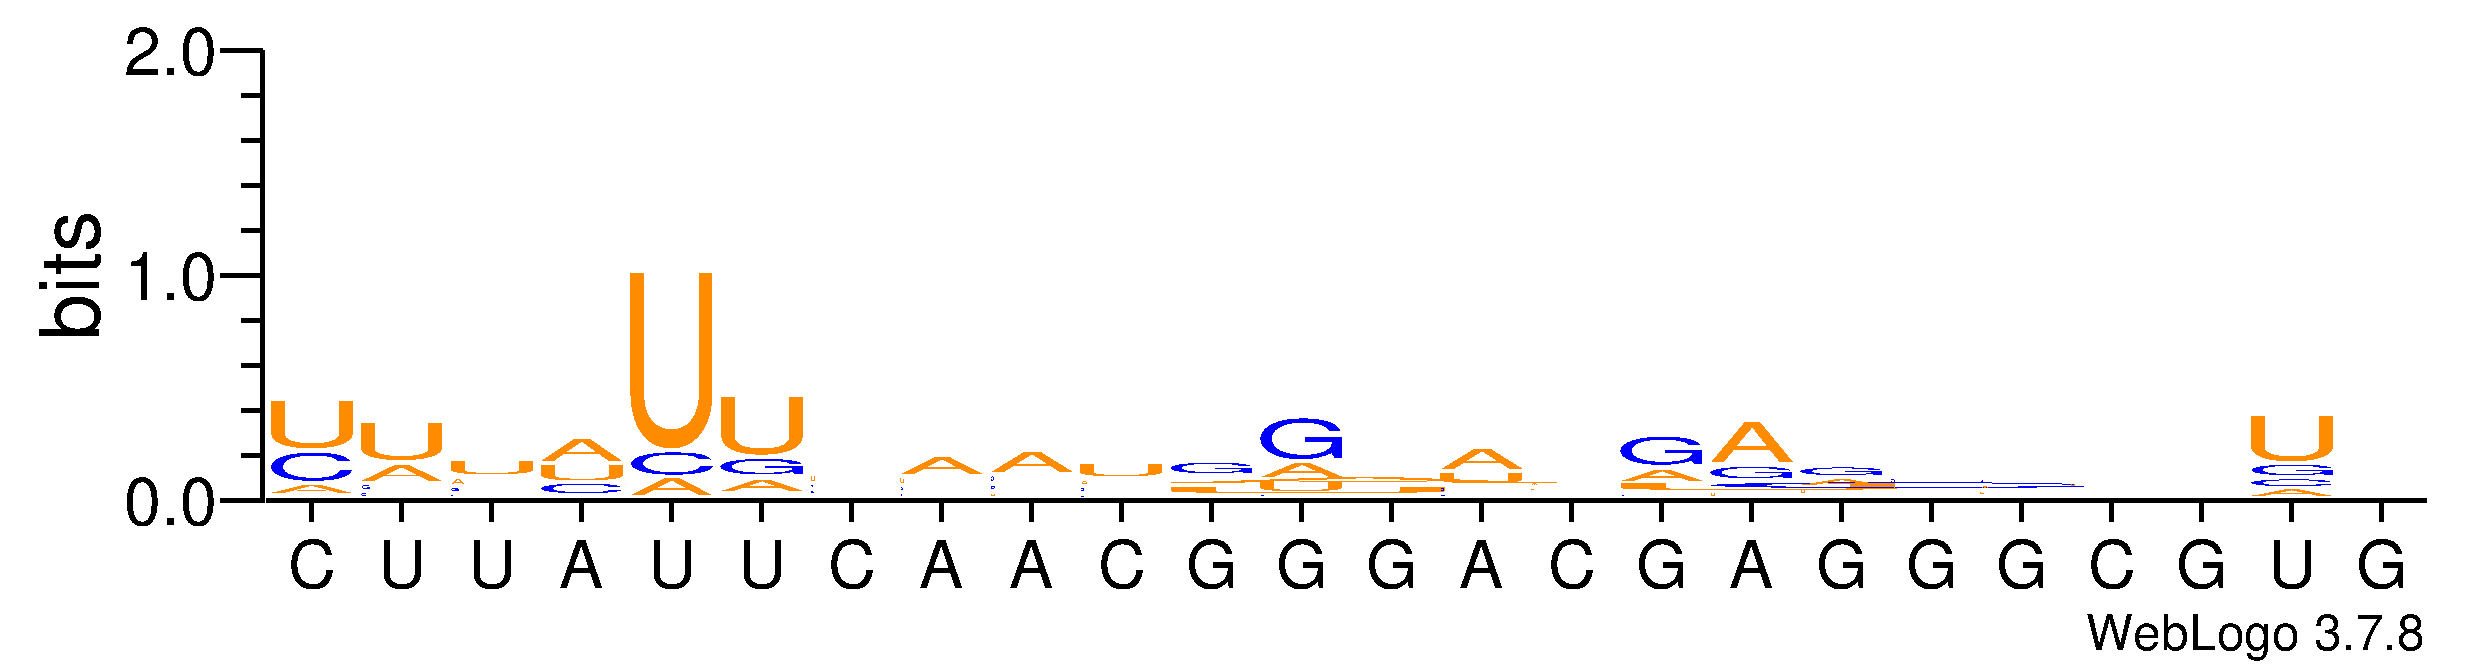 2.0
1.0
0.0
bits
U U U A U U A A U G G A G A G U
C A U C G A G G
A C A A U A C
C U U A U U C A A C G G G A C G A G G G C G U G
WebLogo 3.7.8